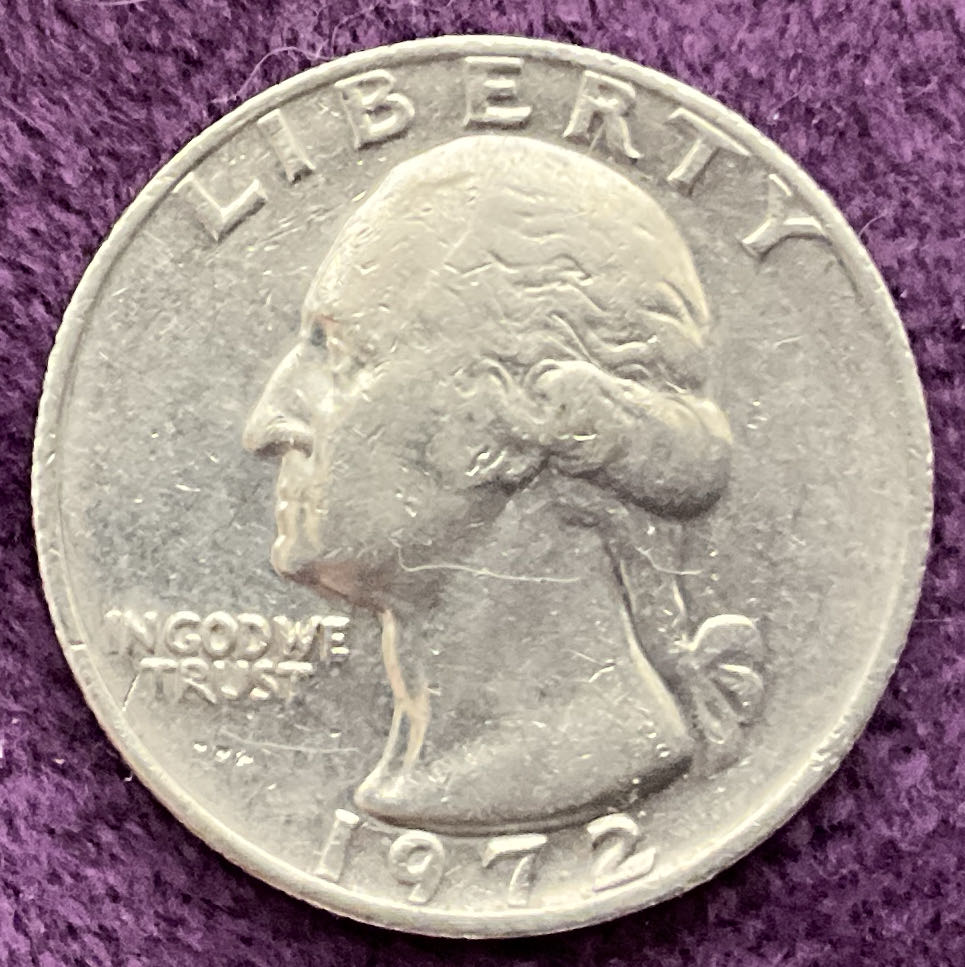 LIBERTY
IN GOD WE
TRUST
1972